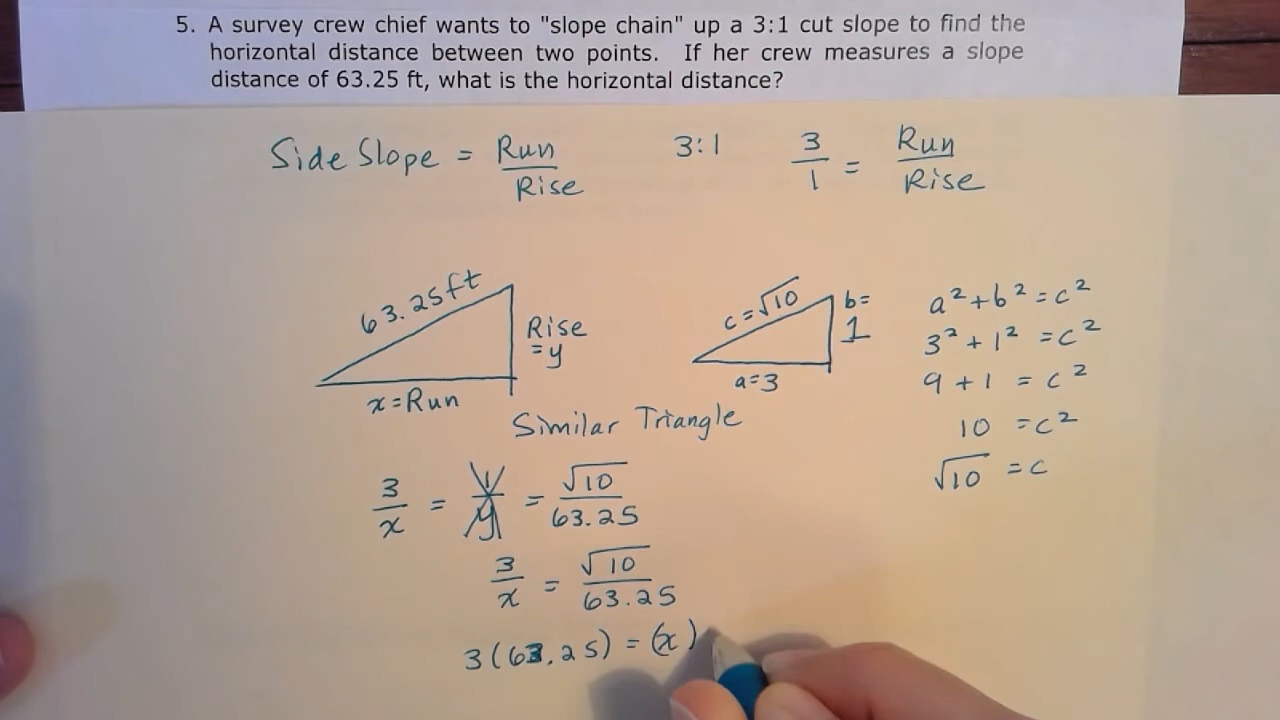 5. A survey crew chief wants to "slope chain" up a 3:1 cut slope to find the
horizontal distance between two points. If her crew measures a slope
distance of 63.25 ft, what is the horizontal distance?
Side Slope = Run/Rise 3:1 3/1 = Run/Rise
63.25ft
Rise
=y
x=Run
c=√10
b=
1
a=3
a²+b²=c²
3²+1²=c²
9+1=c²
10=c²
√10=c
Similar Triangle
3/x = 1/y = √10/63.25
3/x = √10/63.25
3(63.25)=(x)